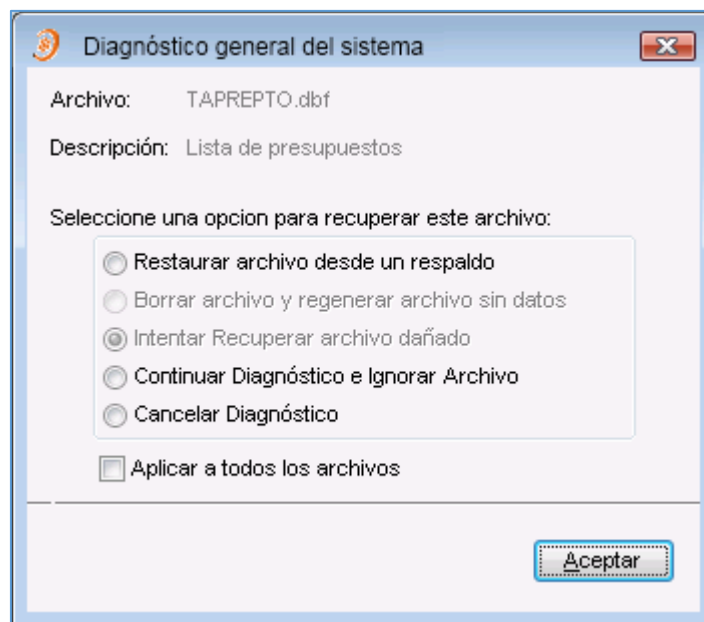 Diagnóstico general del sistema
Archivo: TAPREPTO.dbf
Descripción: Lista de presupuestos
Seleccione una opcion para recuperar este archivo:
Restaurar archivo desde un respaldo
Borrar archivo y regenerar archivo sin datos
Intentar Recuperar archivo dañado
Continuar Diagnóstico e Ignorar Archivo
Cancelar Diagnóstico
Aplicar a todos los archivos
Aceptar